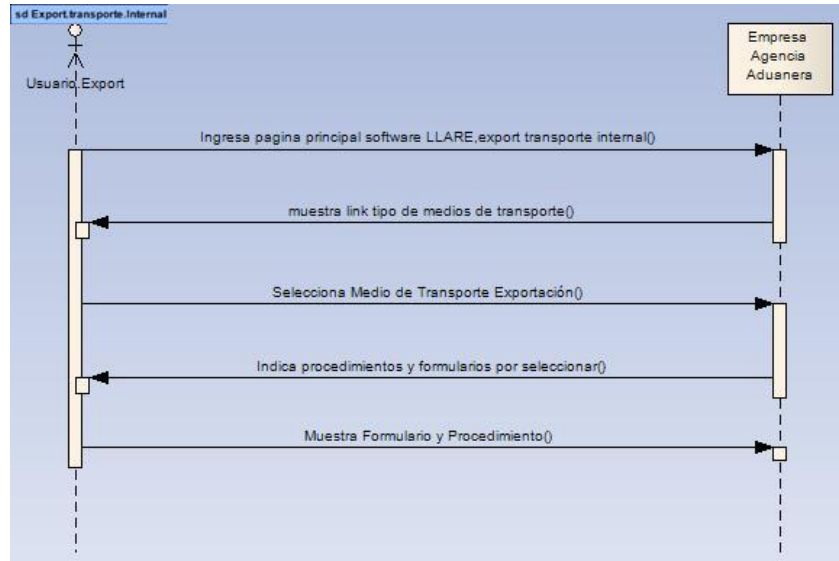 sd Export.transporte.Internal
Usuario.Export
Empresa
Agencia
Aduanera
Ingresa pagina principal software LLARE,export transporte internal()
muestra link tipo de medios de transporte()
Selecciona Medio de Transporte Exportación()
Indica procedimientos y formularios por seleccionar()
Muestra Formulario y Procedimiento()